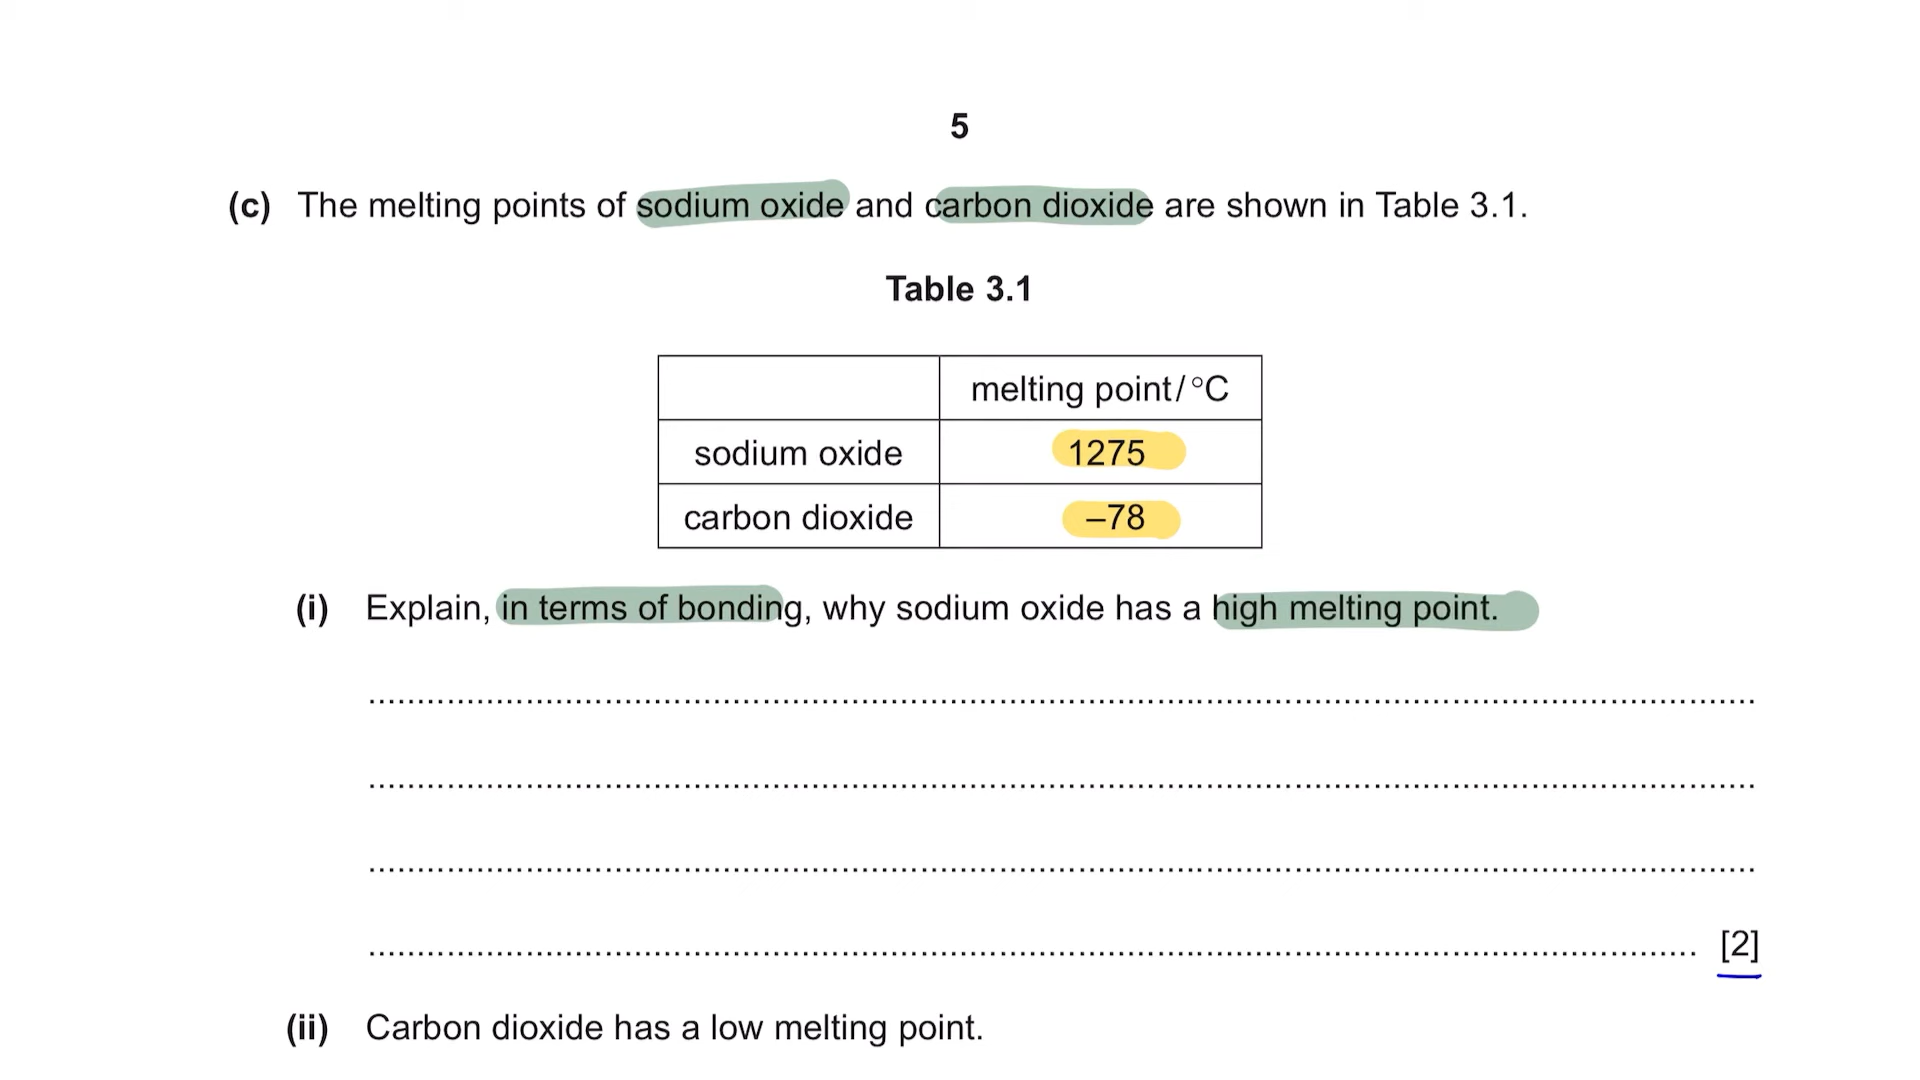 5
(c) The melting points of sodium oxide and carbon dioxide are shown in Table 3.1.
Table 3.1
melting point/°C
sodium oxide 1275
carbon dioxide –78
(i) Explain, in terms of bonding, why sodium oxide has a high melting point.
[2]
(ii) Carbon dioxide has a low melting point.